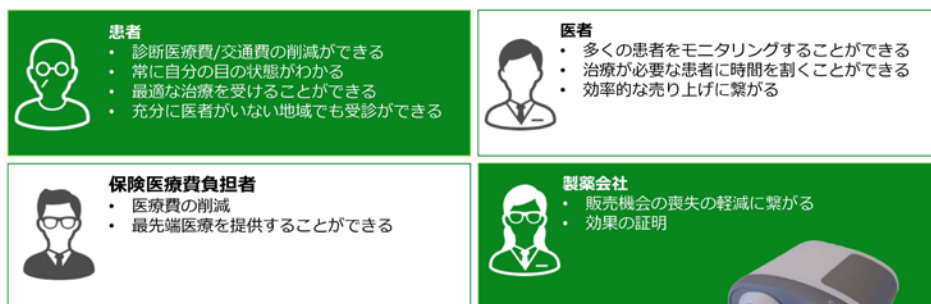 患者
• 診断医療費/交通費の削減ができる
• 常に自分の目の状態がわかる
• 最適な治療を受けることができる
• 充分に医者がいない地域でも受診ができる
医者
• 多くの患者をモニタリングすることができる
• 治療が必要な患者に時間を割くことができる
• 効率的な売り上げに繋がる
保険医療費負担者
• 医療費の削減
• 最先端医療を提供することができる
製薬会社
• 販売機会の喪失の軽減に繋がる
• 効果の証明